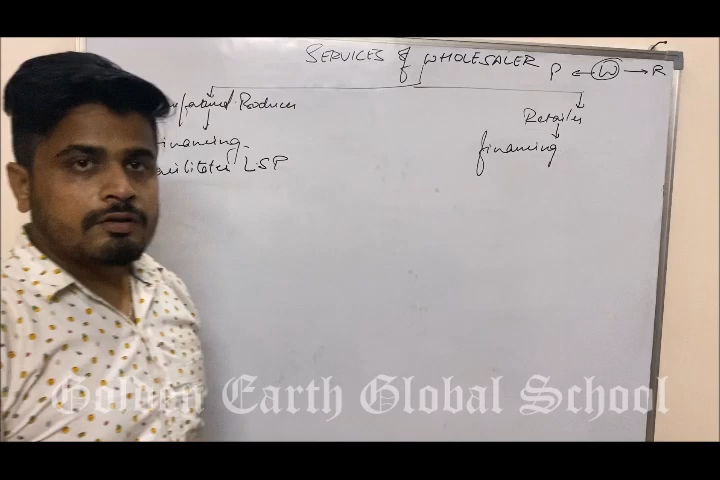 SERVICES of WHOLESALER
P ← W → R
Producer
Retailer
financing
financing
LSP
Golden Earth Global School